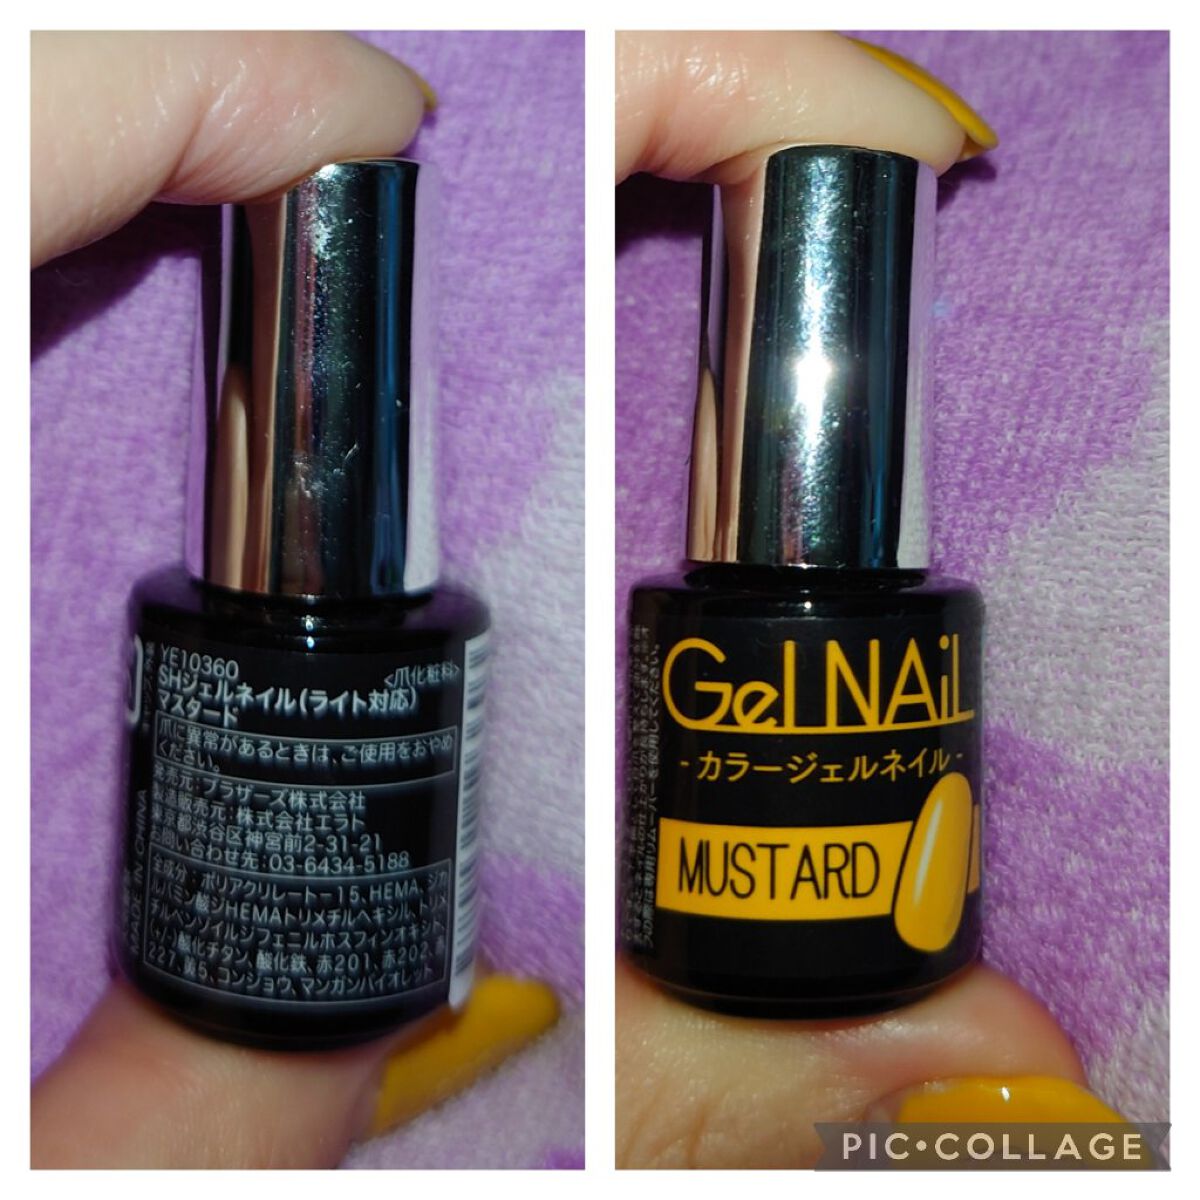 YE10360
<爪化粧料>
SHジェルネイル(ライト対応)
マスタード
爪に異常があるときは、ご使用をおやめ
ください。
発売元：ブラザーズ株式会社
製造販売元：株式会社エラト
東京都渋谷区神宮前2-31-21
お問い合わせ先：03-6434-5188
全成分：ポリアクリレート-15、HEMA、ジカ
ルバミン酸ジHEMAトリメチルヘキシル、トリメ
チルベンゾイルジフェニルホスフィンオキシド、
(+/-)酸化チタン、酸化鉄、赤201、赤202、赤
227、黄5、コンジョウ、マンガンバイオレット
MADE IN CHINA
Gel NAiL
-カラージェルネイル-
MUSTARD
PIC•COLLAGE